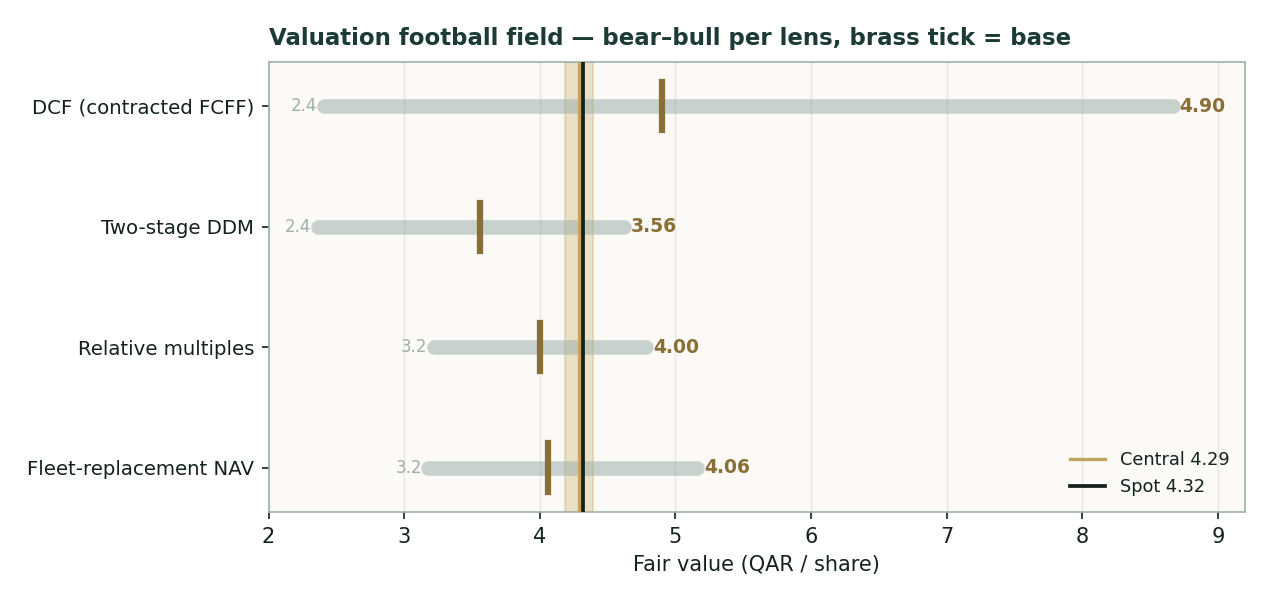 Valuation football field — bear–bull per lens, brass tick = base
DCF (contracted FCFF)
2.4
4.90
Two-stage DDM
2.4
3.56
Relative multiples
3.2
4.00
Fleet-replacement NAV
3.2
4.06
Central 4.29
Spot 4.32
2 3 4 5 6 7 8 9
Fair value (QAR / share)